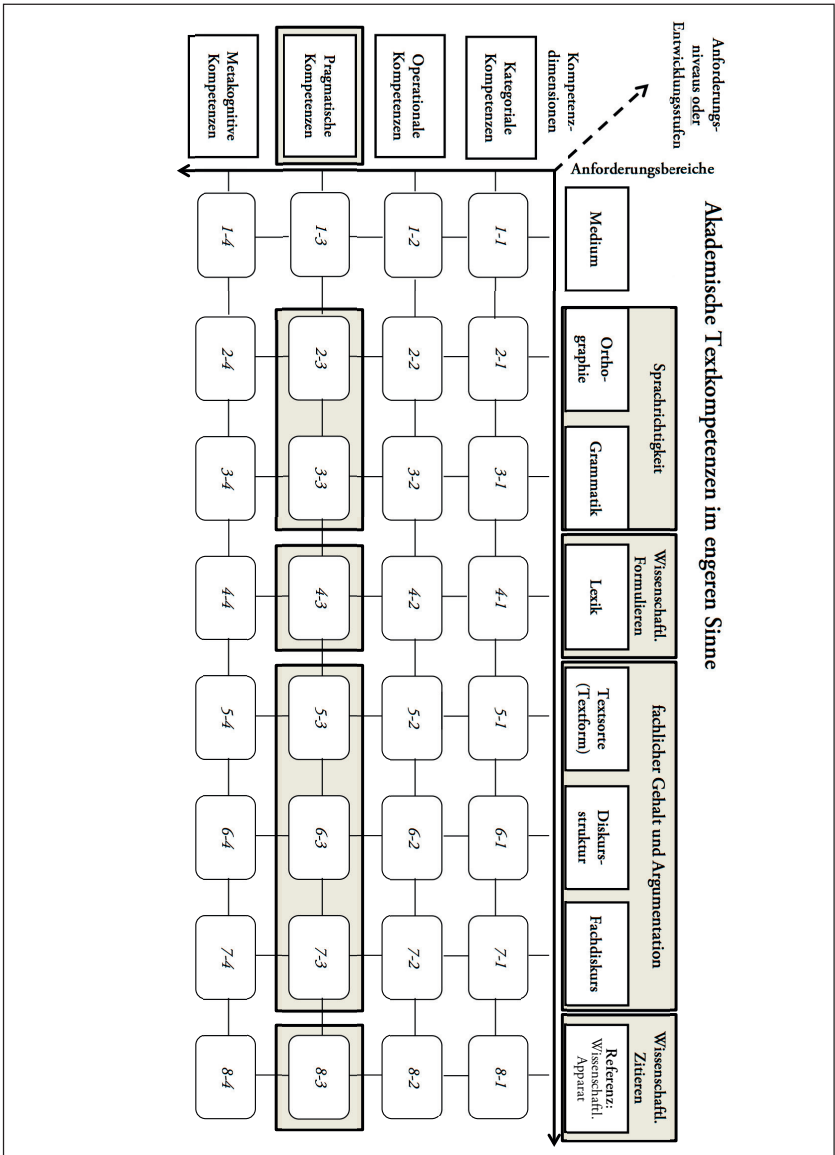 Akademische Textkompetenzen im engeren Sinne
Anforderungs-
niveaus oder
Entwicklungsstufen
Anforderungsbereiche
Kompetenz-
dimensionen
Sprachrichtigkeit
Wissenschaftl.
Formulieren
fachlicher Gehalt und Argumentation
Wissenschaftl.
Zitieren
Medium
Ortho-
graphie
Grammatik
Lexik
Textsorte
(Textform)
Diskurs-
struktur
Fachdiskurs
Referenz:
Wissenschaftl.
Apparat
Kategoriale
Kompetenzen
1-1
2-1
3-1
4-1
5-1
6-1
7-1
8-1
Operationale
Kompetenzen
1-2
2-2
3-2
4-2
5-2
6-2
7-2
8-2
Pragmatische
Kompetenzen
1-3
2-3
3-3
4-3
5-3
6-3
7-3
8-3
Metakognitive
Kompetenzen
1-4
2-4
3-4
4-4
5-4
6-4
7-4
8-4